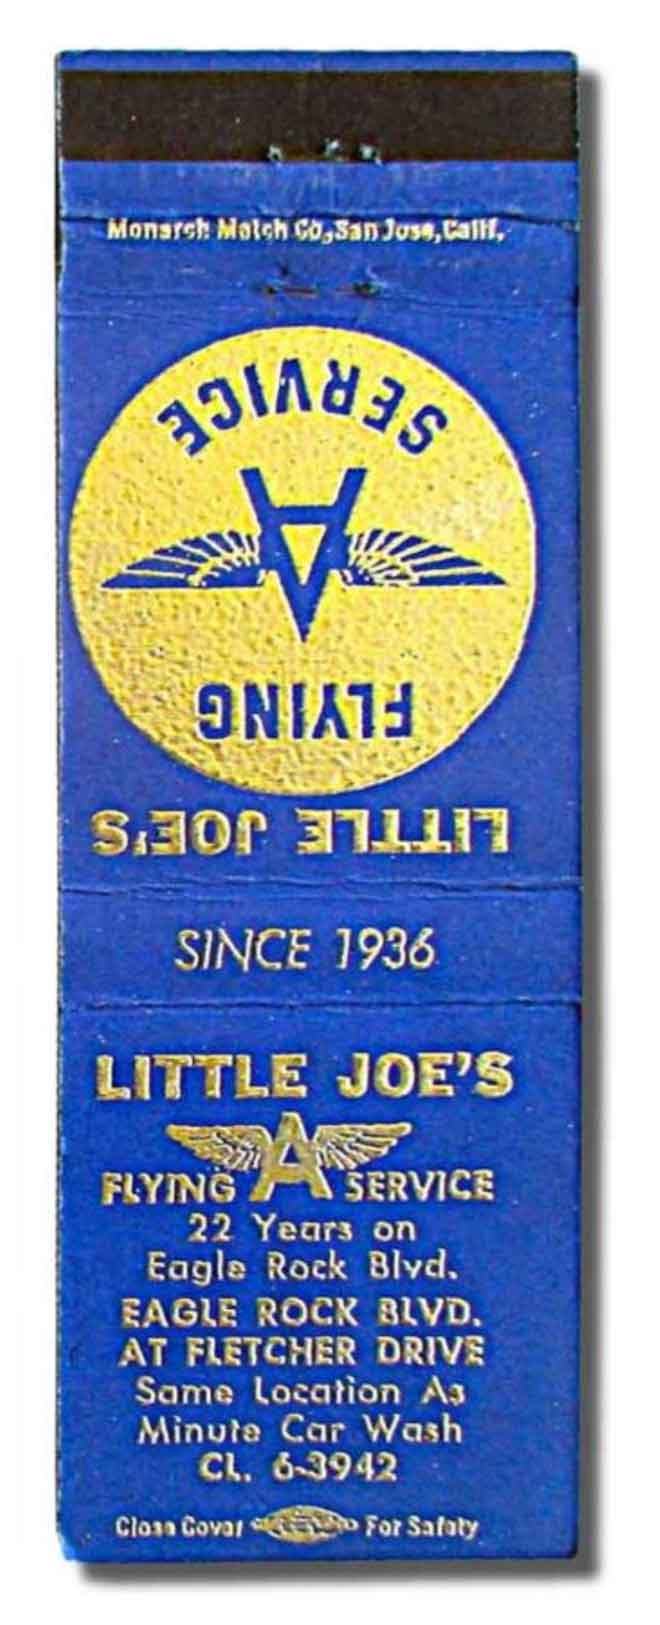 Monarch Match Co., San Jose, Calif.
SERVICE
A
FLYING
LITTLE JOE'S
SINCE 1936
LITTLE JOE'S
FLYING A SERVICE
22 Years on
Eagle Rock Blvd.
EAGLE ROCK BLVD.
AT FLETCHER DRIVE
Same Location As
Minute Car Wash
CL. 6-3942
Close Cover For Safety